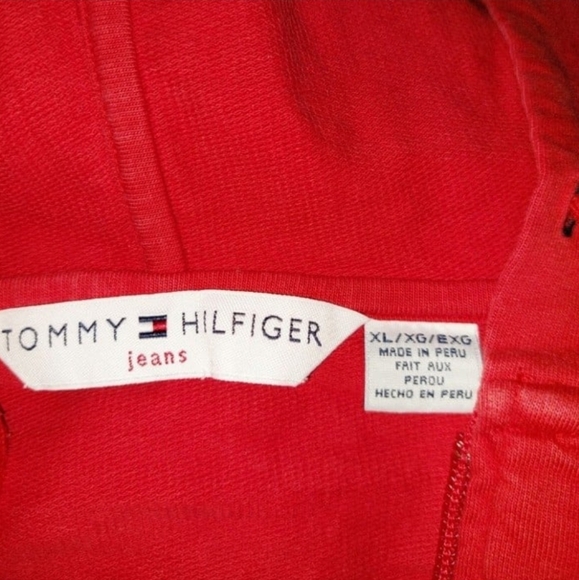 TOMMY HILFIGER
jeans
XL/XG/EXG
MADE IN PERU
FAIT AUX
PEROU
HECHO EN PERU